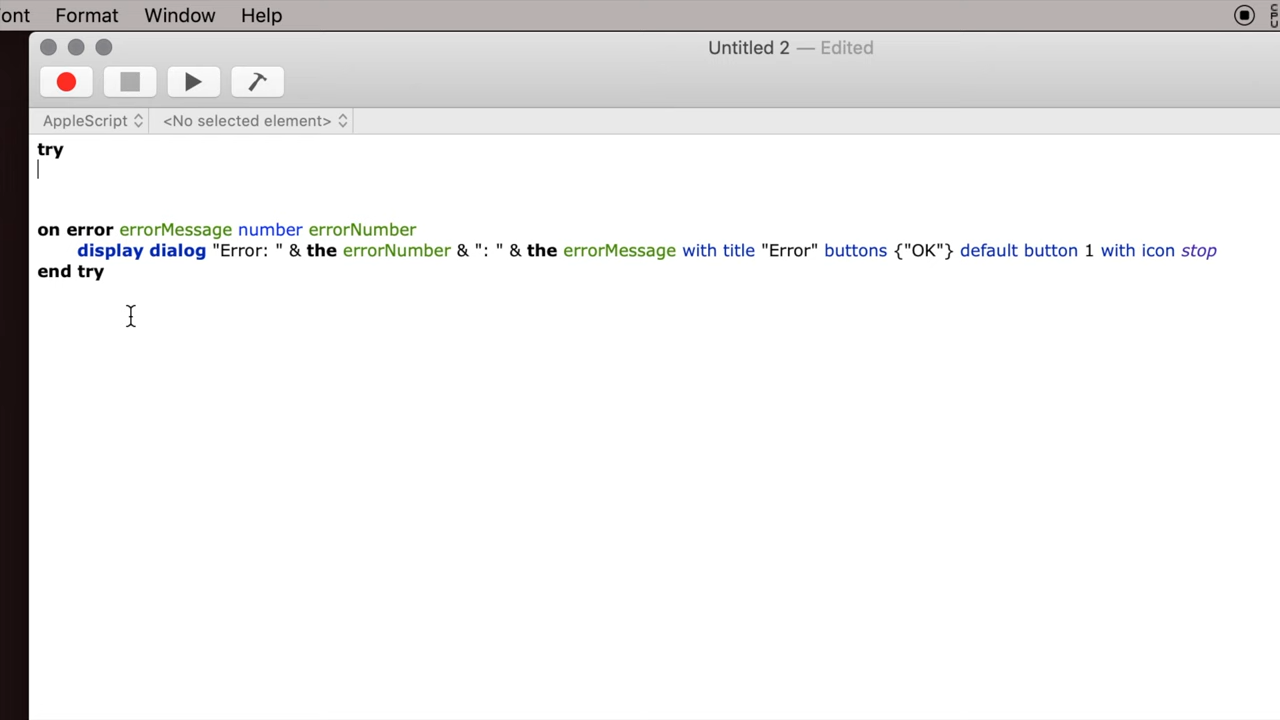 ont Format Window Help
CPU
Untitled 2 — Edited
AppleScript <No selected element>
try
on error errorMessage number errorNumber
display dialog "Error: " & the errorNumber & ": " & the errorMessage with title "Error" buttons {"OK"} default button 1 with icon stop
end try